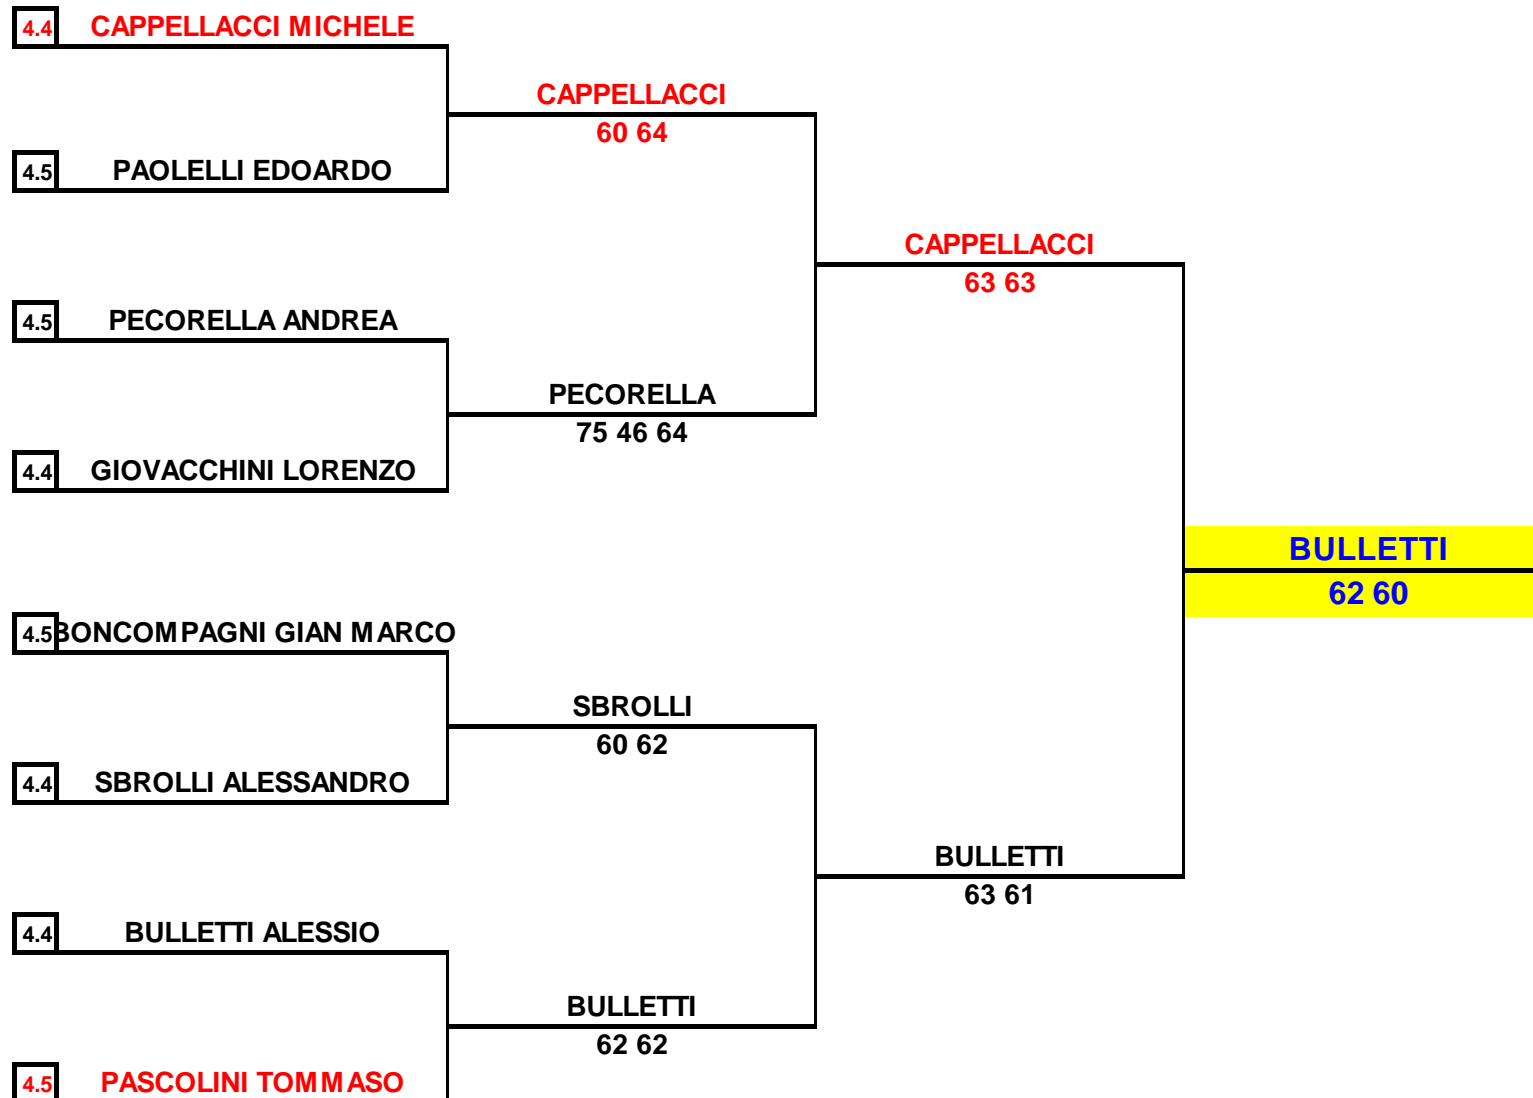 4.4 CAPPELLACCI MICHELE
CAPPELLACCI
60 64
4.5 PAOLELLI EDOARDO
CAPPELLACCI
63 63
4.5 PECORELLA ANDREA
PECORELLA
75 46 64
4.4 GIOVACCHINI LORENZO
BULLETTI
62 60
4.5 BONCOMPAGNI GIAN MARCO
SBROLLI
60 62
4.4 SBROLLI ALESSANDRO
BULLETTI
63 61
4.4 BULLETTI ALESSIO
BULLETTI
62 62
4.5 PASCOLINI TOMMASO